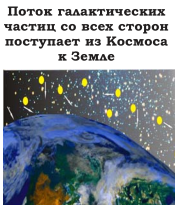 Поток галактических
частиц со всех сторон
поступает из Космоса
к Земле